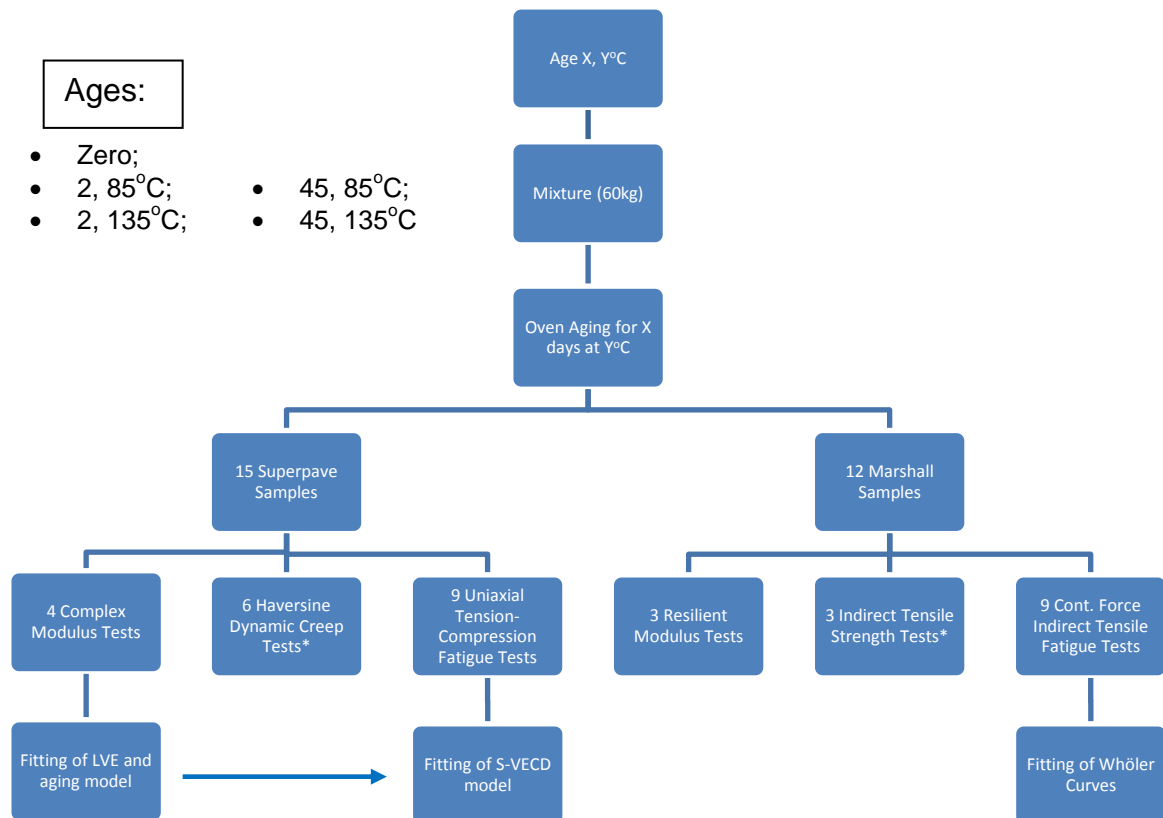 Age X, YºC
Ages:
• Zero;
• 2, 85°C;
• 2, 135°C;
• 45, 85°C;
• 45, 135°C
Mixture (60kg)
Oven Aging for X
days at YºC
15 Superpave
Samples
12 Marshall
Samples
4 Complex
Modulus Tests
6 Haversine
Dynamic Creep
Tests*
9 Uniaxial
Tension-
Compression
Fatigue Tests
3 Resilient
Modulus Tests
3 Indirect Tensile
Strength Tests*
9 Cont. Force
Indirect Tensile
Fatigue Tests
Fitting of LVE and
aging model
Fitting of S-VECD
model
Fitting of Whöler
Curves